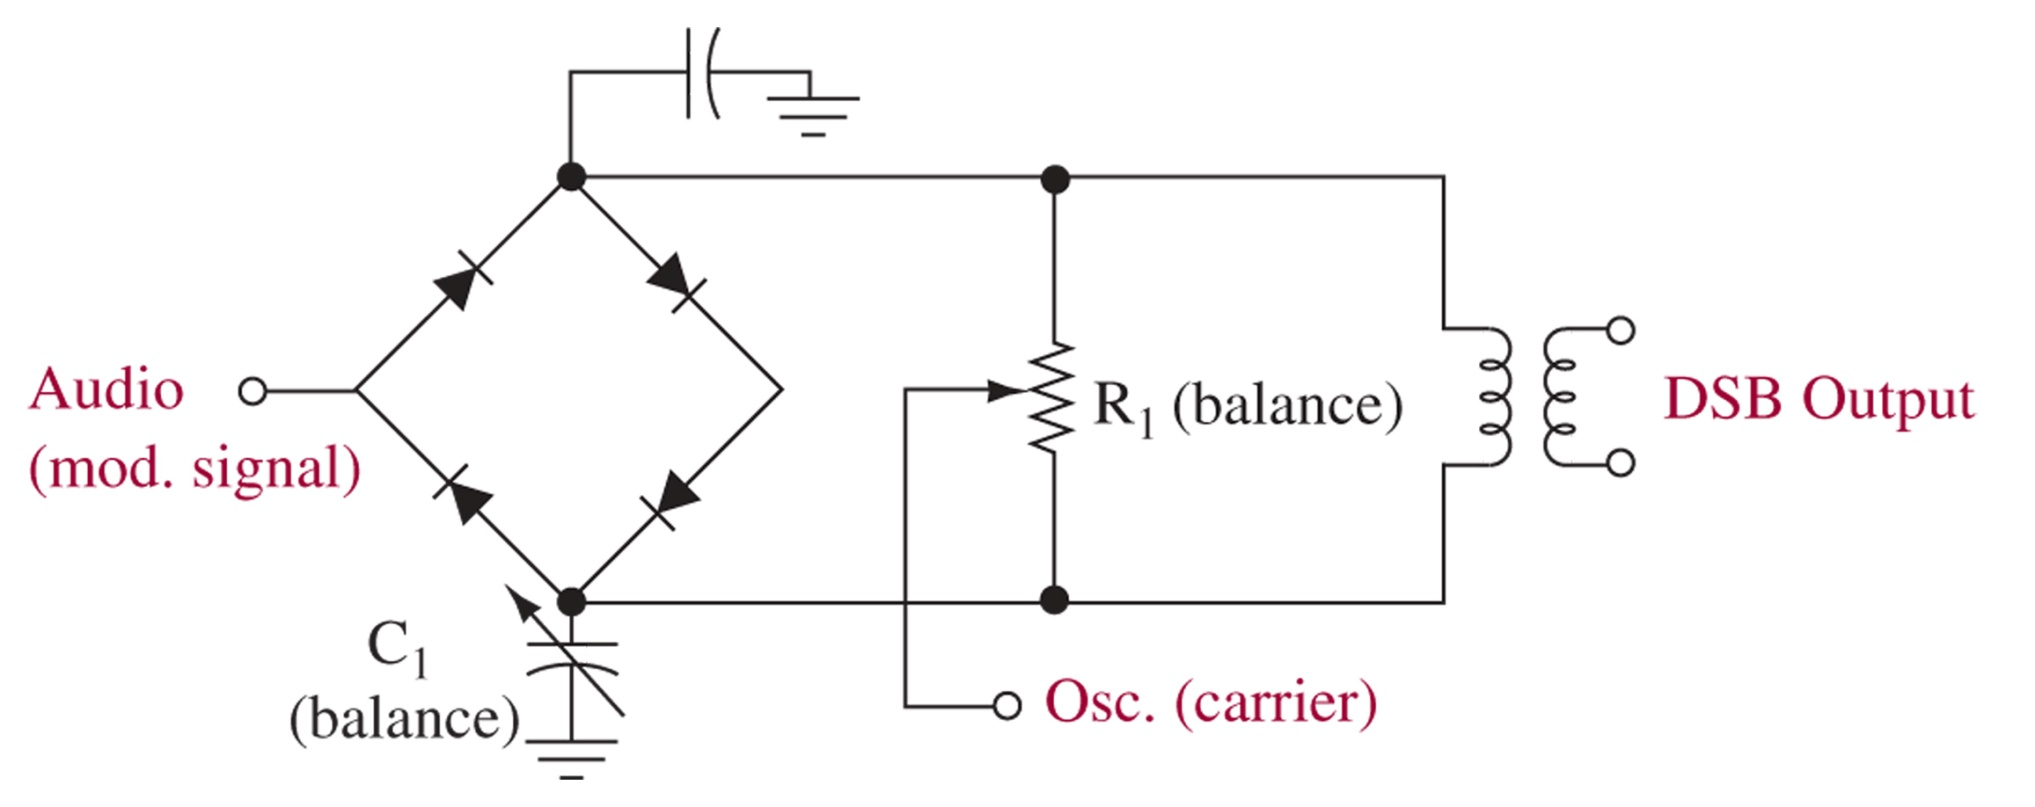 Audio
(mod. signal)
R₁ (balance)
DSB Output
C₁
(balance)
Osc. (carrier)